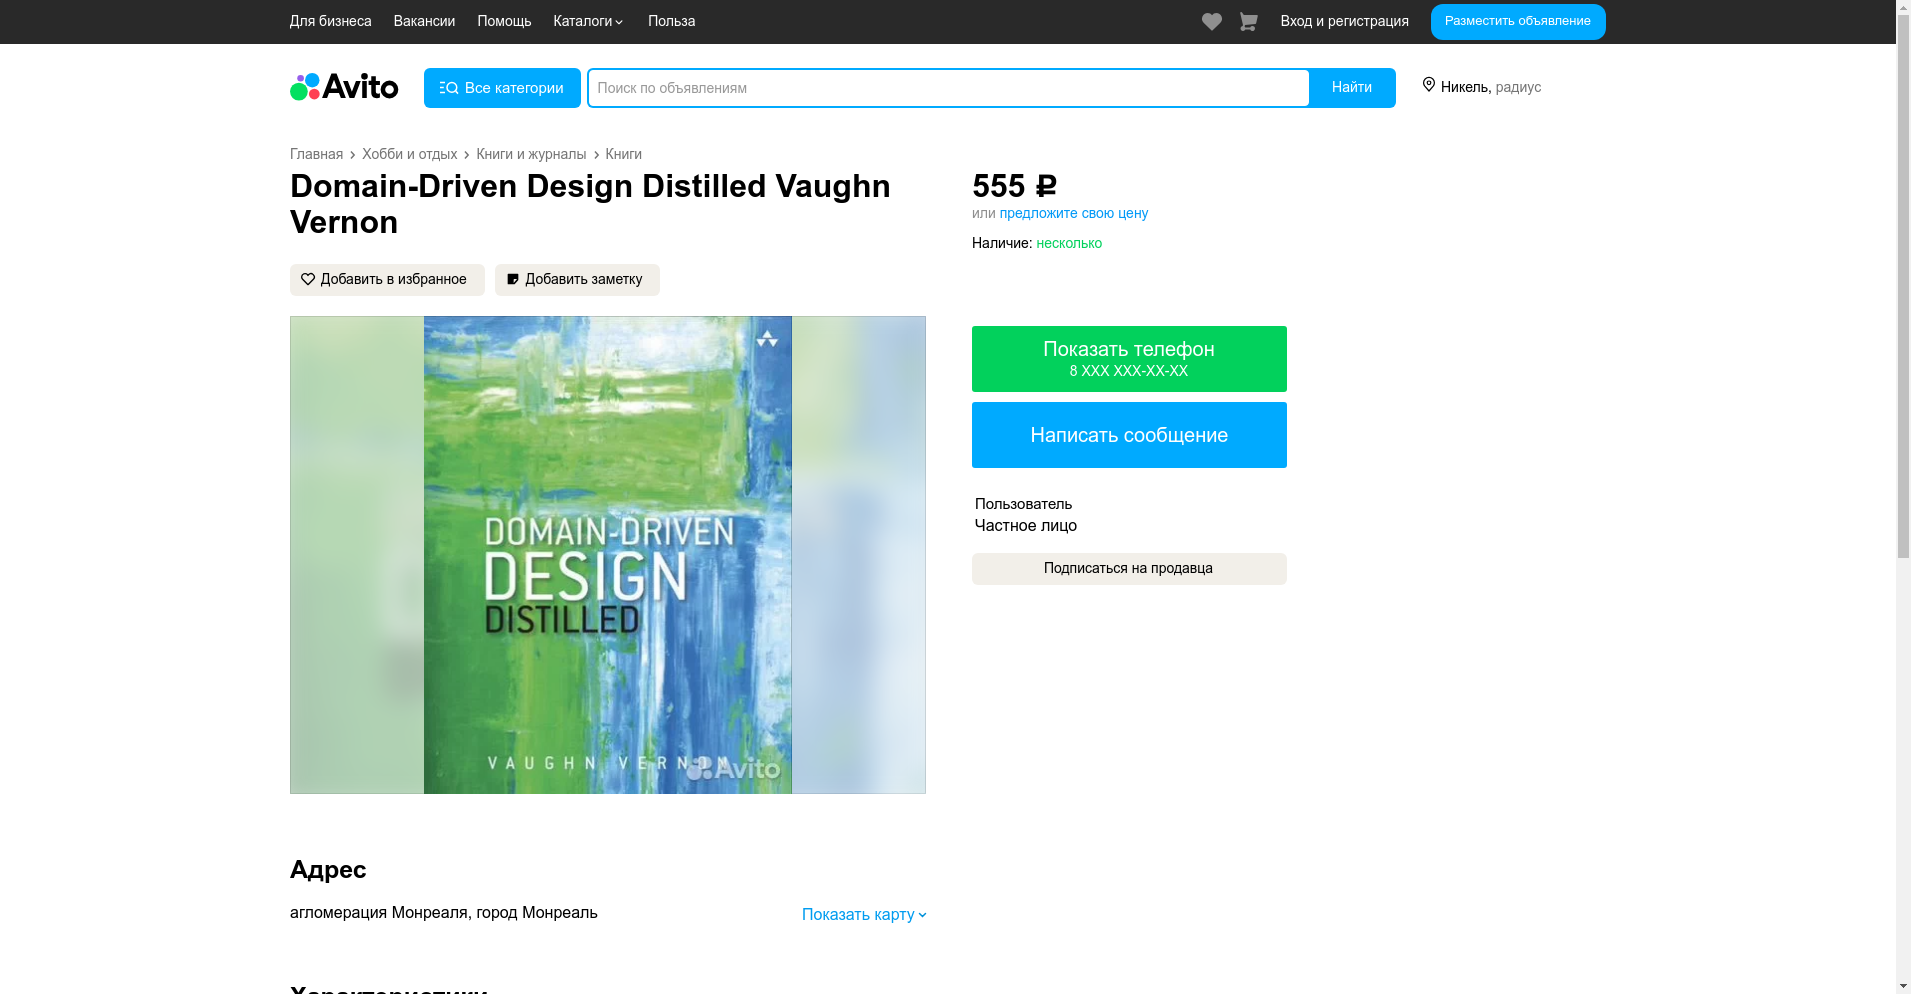 Для бизнеса
Вакансии
Помощь
Каталоги
Польза
Вход и регистрация
Разместить объявление
Avito
Все категории
Поиск по объявлениям
Найти
Никель, радиус
Главная
Хобби и отдых
Книги и журналы
Книги
Domain-Driven Design Distilled Vaughn
Vernon
555 ₽
или предложите свою цену
Наличие: несколько
Добавить в избранное
Добавить заметку
DOMAIN-DRIVEN
DESIGN
DISTILLED
VAUGHN VERNON
Avito
Показать телефон
8 XXX XXX-XX-XX
Написать сообщение
Пользователь
Частное лицо
Подписаться на продавца
Адрес
агломерация Монреаля, город Монреаль
Показать карту
Характеристики